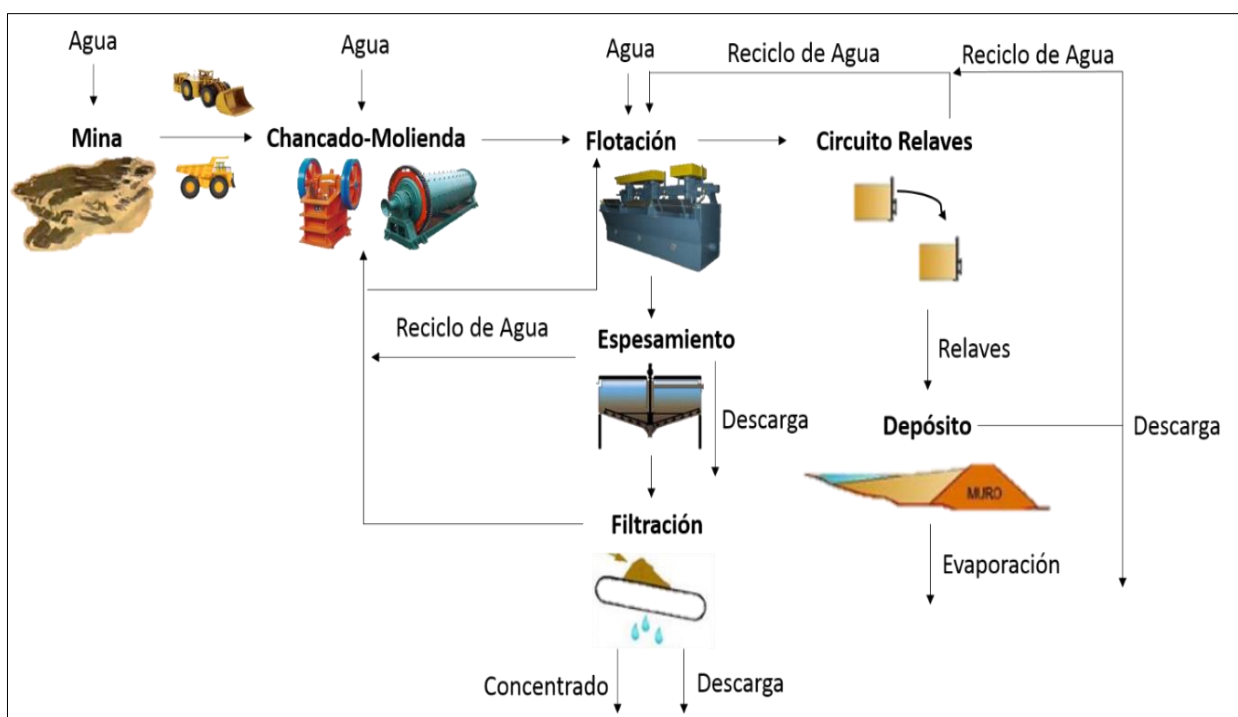 Agua
Agua
Agua
Reciclo de Agua
Reciclo de Agua
Mina
Chancado-Molienda
Flotación
Circuito Relaves
Reciclo de Agua
Espesamiento
Relaves
Descarga
Depósito
Descarga
MURO
Filtración
Evaporación
Concentrado
Descarga